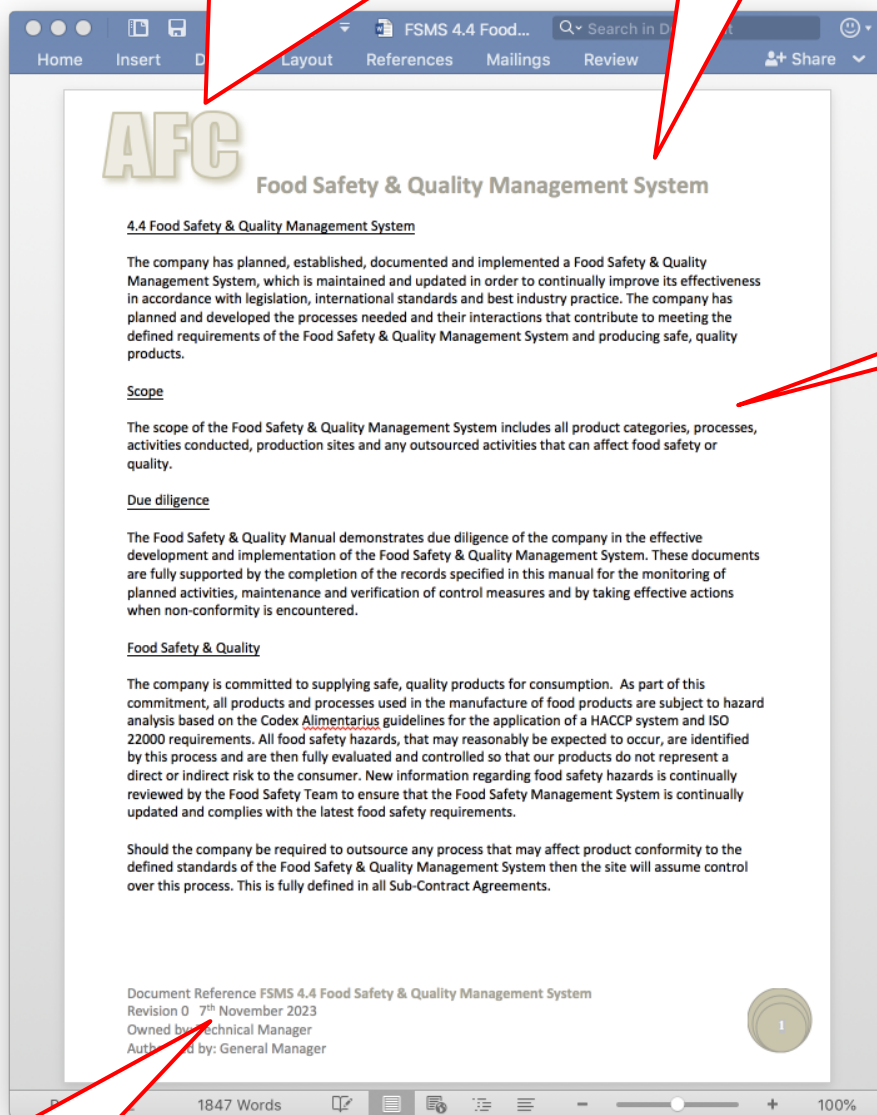 FSMS 4.4 Food...
Search in D
Home Insert Layout References Mailings Review Share
AFC
Food Safety & Quality Management System
4.4 Food Safety & Quality Management System
The company has planned, established, documented and implemented a Food Safety & Quality
Management System, which is maintained and updated in order to continually improve its effectiveness
in accordance with legislation, international standards and best industry practice. The company has
planned and developed the processes needed and their interactions that contribute to meeting the
defined requirements of the Food Safety & Quality Management System and producing safe, quality
products.
Scope
The scope of the Food Safety & Quality Management System includes all product categories, processes,
activities conducted, production sites and any outsourced activities that can affect food safety or
quality.
Due diligence
The Food Safety & Quality Manual demonstrates due diligence of the company in the effective
development and implementation of the Food Safety & Quality Management System. These documents
are fully supported by the completion of the records specified in this manual for the monitoring of
planned activities, maintenance and verification of control measures and by taking effective actions
when non-conformity is encountered.
Food Safety & Quality
The company is committed to supplying safe, quality products for consumption.  As part of this
commitment, all products and processes used in the manufacture of food products are subject to hazard
analysis based on the Codex Alimentarius guidelines for the application of a HACCP system and ISO
22000 requirements. All food safety hazards, that may reasonably be expected to occur, are identified
by this process and are then fully evaluated and controlled so that our products do not represent a
direct or indirect risk to the consumer. New information regarding food safety hazards is continually
reviewed by the Food Safety Team to ensure that the Food Safety Management System is continually
updated and complies with the latest food safety requirements.
Should the company be required to outsource any process that may affect product conformity to the
defined standards of the Food Safety & Quality Management System then the site will assume control
over this process. This is fully defined in all Sub-Contract Agreements.
Document Reference FSMS 4.4 Food Safety & Quality Management System
Revision 0 7th November 2023
Owned by: Technical Manager
Authorised by: General Manager
1
1847 Words 100%